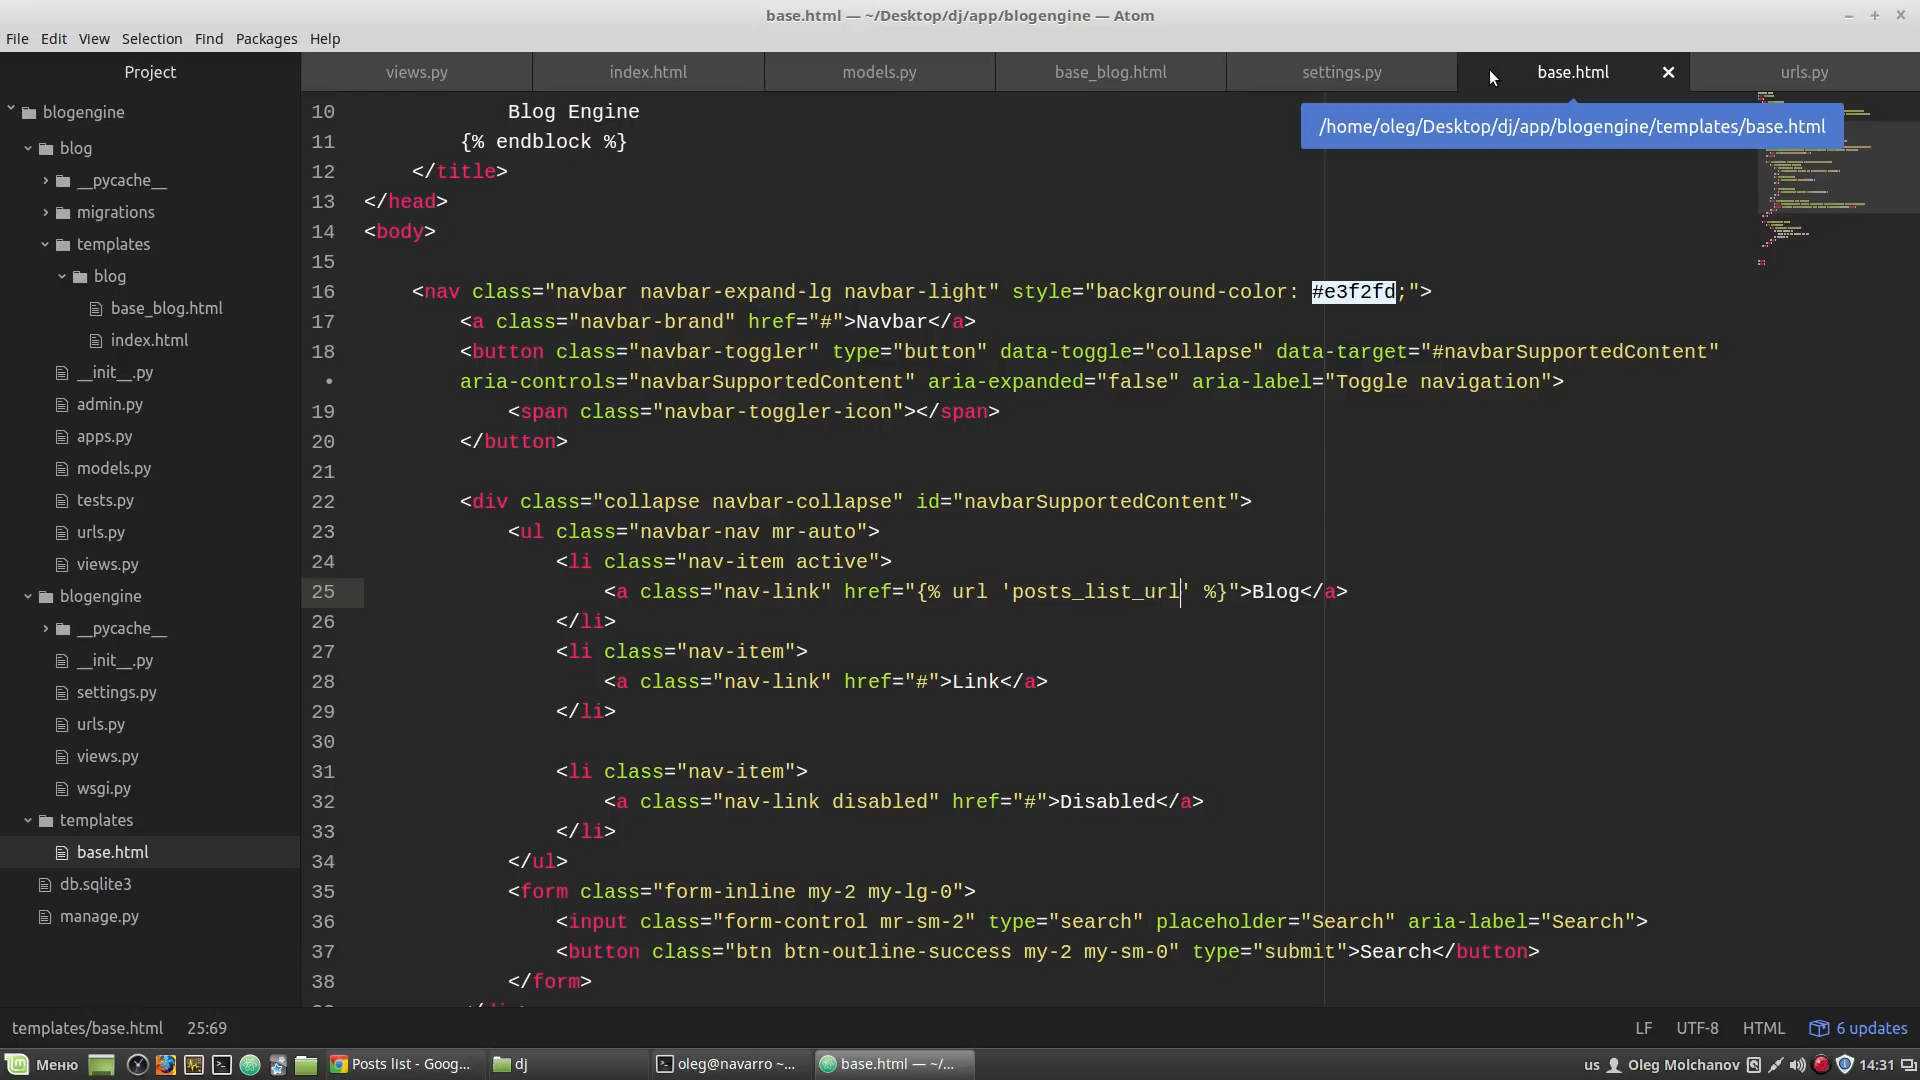 base.html — ~/Desktop/dj/app/blogengine — Atom
File Edit View Selection Find Packages Help
Project
views.py index.html models.py base_blog.html settings.py base.html urls.py
/home/oleg/Desktop/dj/app/blogengine/templates/base.html
blogengine
blog
__pycache__
migrations
templates
blog
base_blog.html
index.html
__init__.py
admin.py
apps.py
models.py
tests.py
urls.py
views.py
blogengine
__pycache__
__init__.py
settings.py
urls.py
views.py
wsgi.py
templates
base.html
db.sqlite3
manage.py
10 Blog Engine
11 {% endblock %}
12 </title>
13 </head>
14 <body>
15
16 <nav class="navbar navbar-expand-lg navbar-light" style="background-color: #e3f2fd;">
17 <a class="navbar-brand" href="#">Navbar</a>
18 <button class="navbar-toggler" type="button" data-toggle="collapse" data-target="#navbarSupportedContent"
• aria-controls="navbarSupportedContent" aria-expanded="false" aria-label="Toggle navigation">
19 <span class="navbar-toggler-icon"></span>
20 </button>
21
22 <div class="collapse navbar-collapse" id="navbarSupportedContent">
23 <ul class="navbar-nav mr-auto">
24 <li class="nav-item active">
25 <a class="nav-link" href="{% url 'posts_list_url' %}">Blog</a>
26 </li>
27 <li class="nav-item">
28 <a class="nav-link" href="#">Link</a>
29 </li>
30
31 <li class="nav-item">
32 <a class="nav-link disabled" href="#">Disabled</a>
33 </li>
34 </ul>
35 <form class="form-inline my-2 my-lg-0">
36 <input class="form-control mr-sm-2" type="search" placeholder="Search" aria-label="Search">
37 <button class="btn btn-outline-success my-2 my-sm-0" type="submit">Search</button>
38 </form>
templates/base.html 25:69 LF UTF-8 HTML 6 updates
Меню Posts list - Goog... dj oleg@navarro ~... base.html — ~/... us Oleg Molchanov 14:31